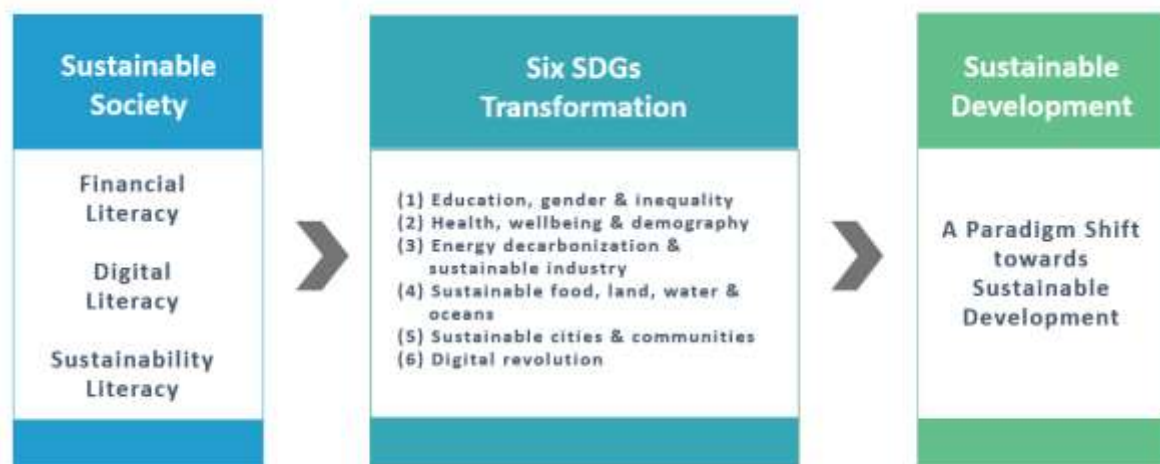 Sustainable
Society
Financial
Literacy
Digital
Literacy
Sustainability
Literacy
Six SDGs
Transformation
(1) Education, gender & inequality
(2) Health, wellbeing & demography
(3) Energy decarbonization &
sustainable industry
(4) Sustainable food, land, water &
oceans
(5) Sustainable cities & communities
(6) Digital revolution
Sustainable
Development
A Paradigm Shift
towards
Sustainable
Development